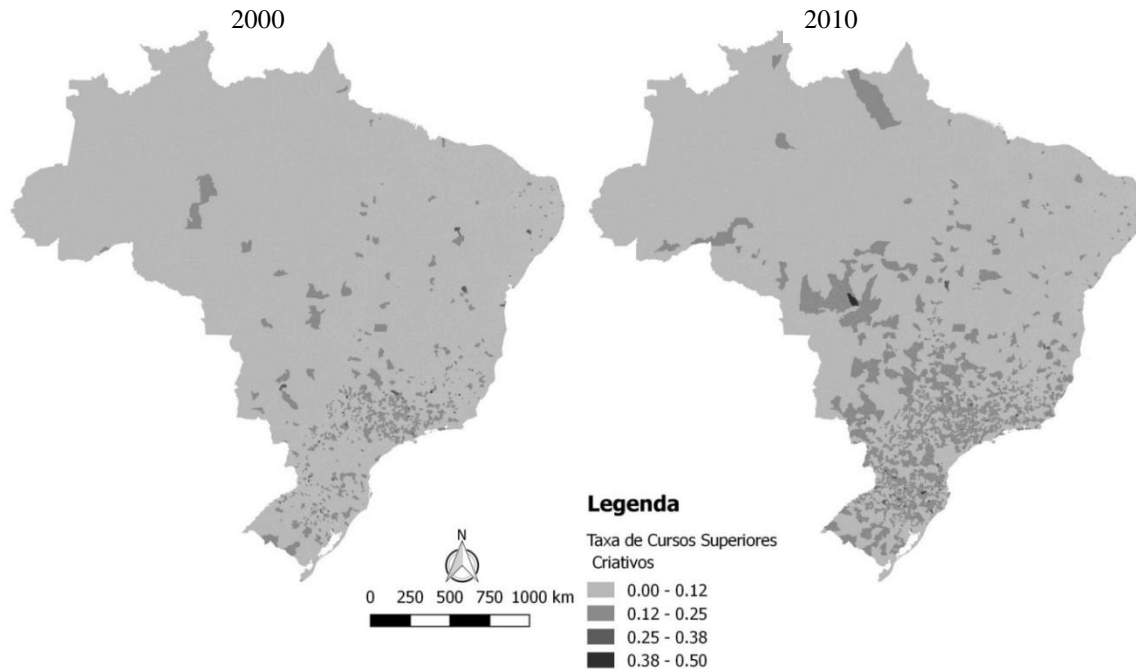 2000
2010
N
0 250 500 750 1000 km
Legenda
Taxa de Cursos Superiores
Criativos
0.00 - 0.12
0.12 - 0.25
0.25 - 0.38
0.38 - 0.50